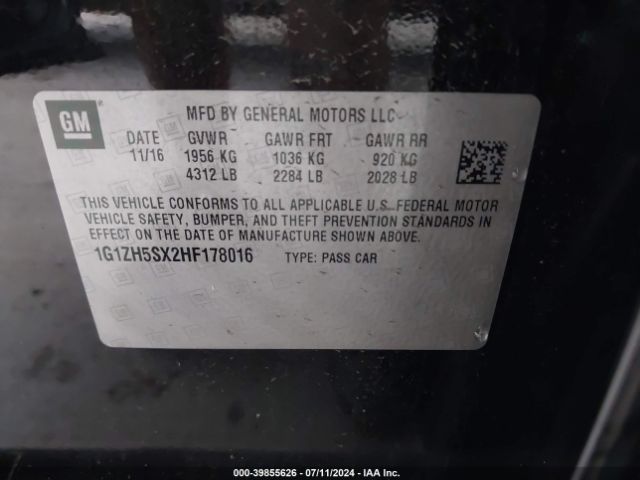 GM
MFD BY GENERAL MOTORS LLC
DATE GVWR GAWR FRT GAWR RR
11/16 1956 KG 1036 KG 920 KG
4312 LB 2284 LB 2028 LB
THIS VEHICLE CONFORMS TO ALL APPLICABLE U.S. FEDERAL MOTOR
VEHICLE SAFETY, BUMPER, AND THEFT PREVENTION STANDARDS IN
EFFECT ON THE DATE OF MANUFACTURE SHOWN ABOVE.
1G1ZH5SX2HF178016 TYPE: PASS CAR
000-39855626 - 07/11/2024 - IAA Inc.